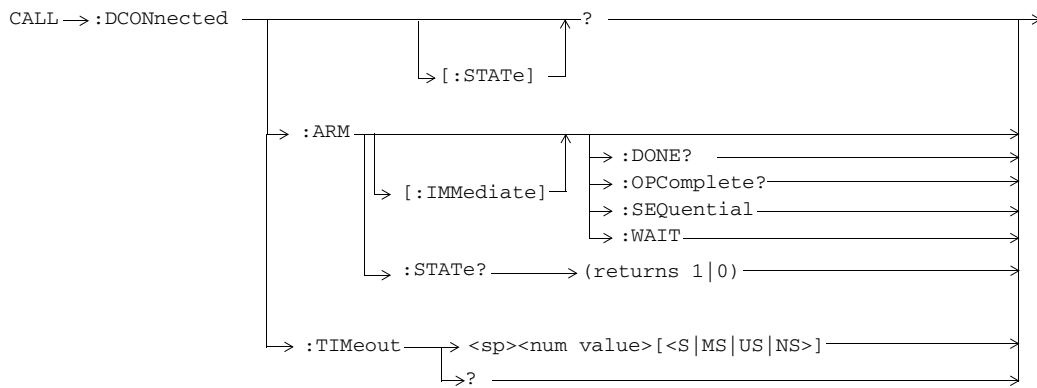 CALL :DCONnected ?
[:STATe]
:ARM
:DONE?
[:IMMediate] :OPComplete?
:SEQuential
:WAIT
:STATe? (returns 1|0)
:TIMeout <sp><num value>[<S|MS|US|NS>]
?